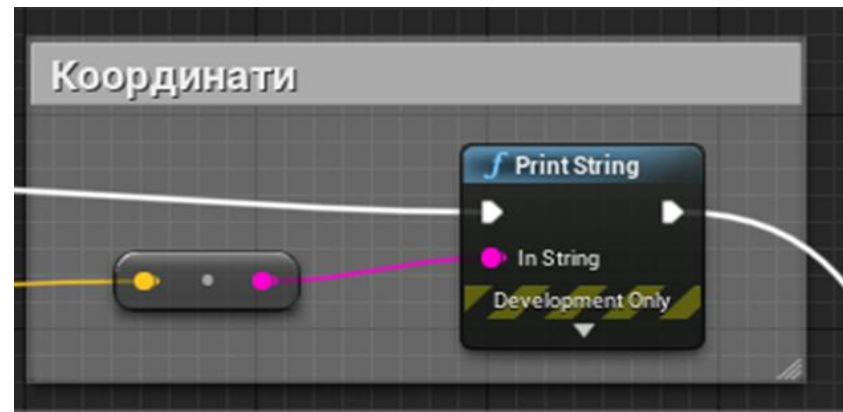 Координати
f Print String
In String
Development Only